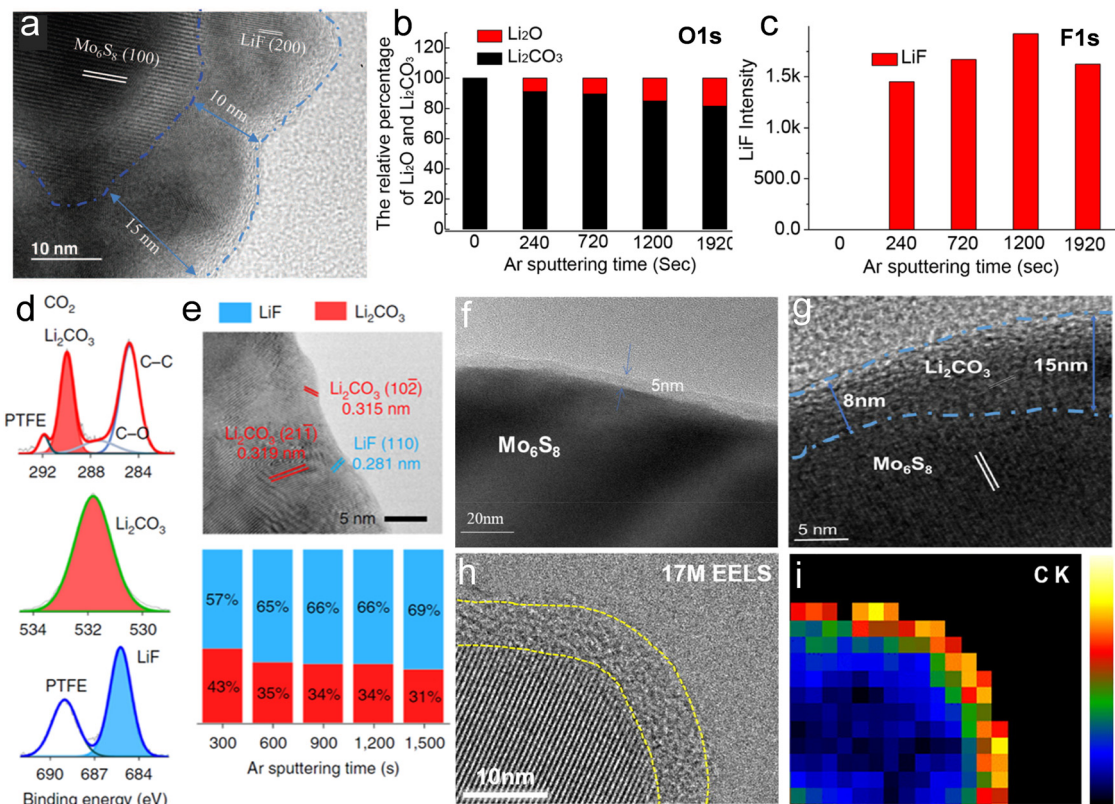 a
Mo₆S₈ (100)
LiF (200)
10 nm
15 nm
10 nm
b
Li₂O
Li₂CO₃
O1s
The relative percentage
of Li₂O and Li₂CO₃
120
100
80
60
40
20
0
0 240 720 1200 1920
Ar sputtering time (Sec)
c
LiF
F1s
LiF Intensity
1.5k
1.0k
500.0
0.0
0 240 720 1200 1920
Ar sputtering time (sec)
d
CO₂
Li₂CO₃
C–C
PTFE
C–O
292 288 284
Li₂CO₃
534 532 530
LiF
PTFE
690 687 684
Binding energy (eV)
e
LiF
Li₂CO₃
Li₂CO₃ (102̄)
0.315 nm
Li₂CO₃ (211̄)
0.319 nm
LiF (110)
0.281 nm
5 nm
57% 65% 66% 66% 69%
43% 35% 34% 34% 31%
300 600 900 1,200 1,500
Ar sputtering time (s)
f
5nm
Mo₆S₈
20nm
g
Li₂CO₃
15nm
8nm
Mo₆S₈
5 nm
h
17M EELS
10nm
i
C K